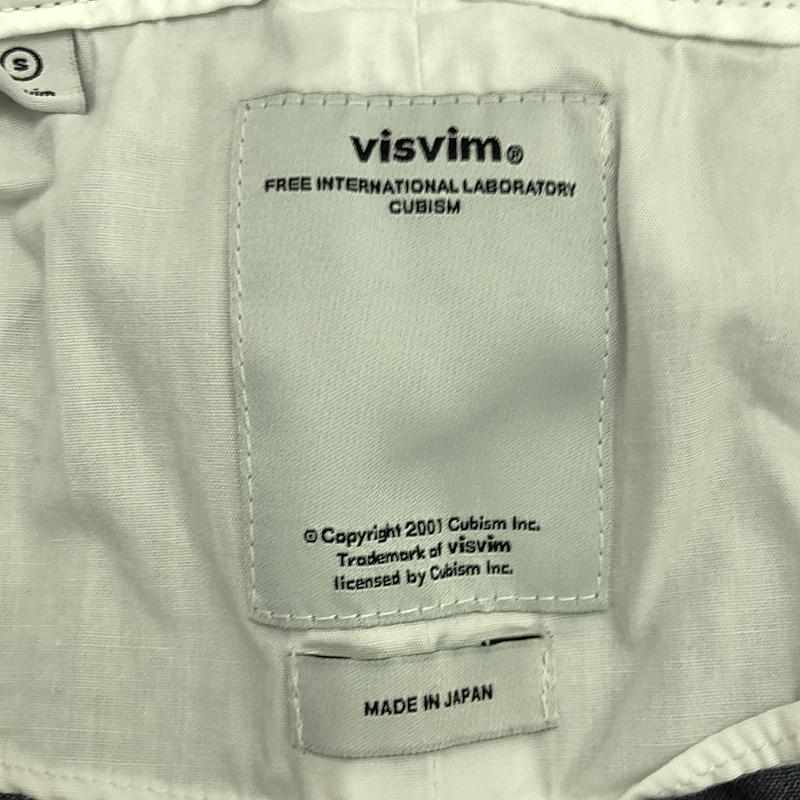 S
vim
visvim®
FREE INTERNATIONAL LABORATORY
CUBISM
© Copyright 2001 Cubism Inc.
Trademark of visvim
licensed by Cubism Inc.
MADE IN JAPAN